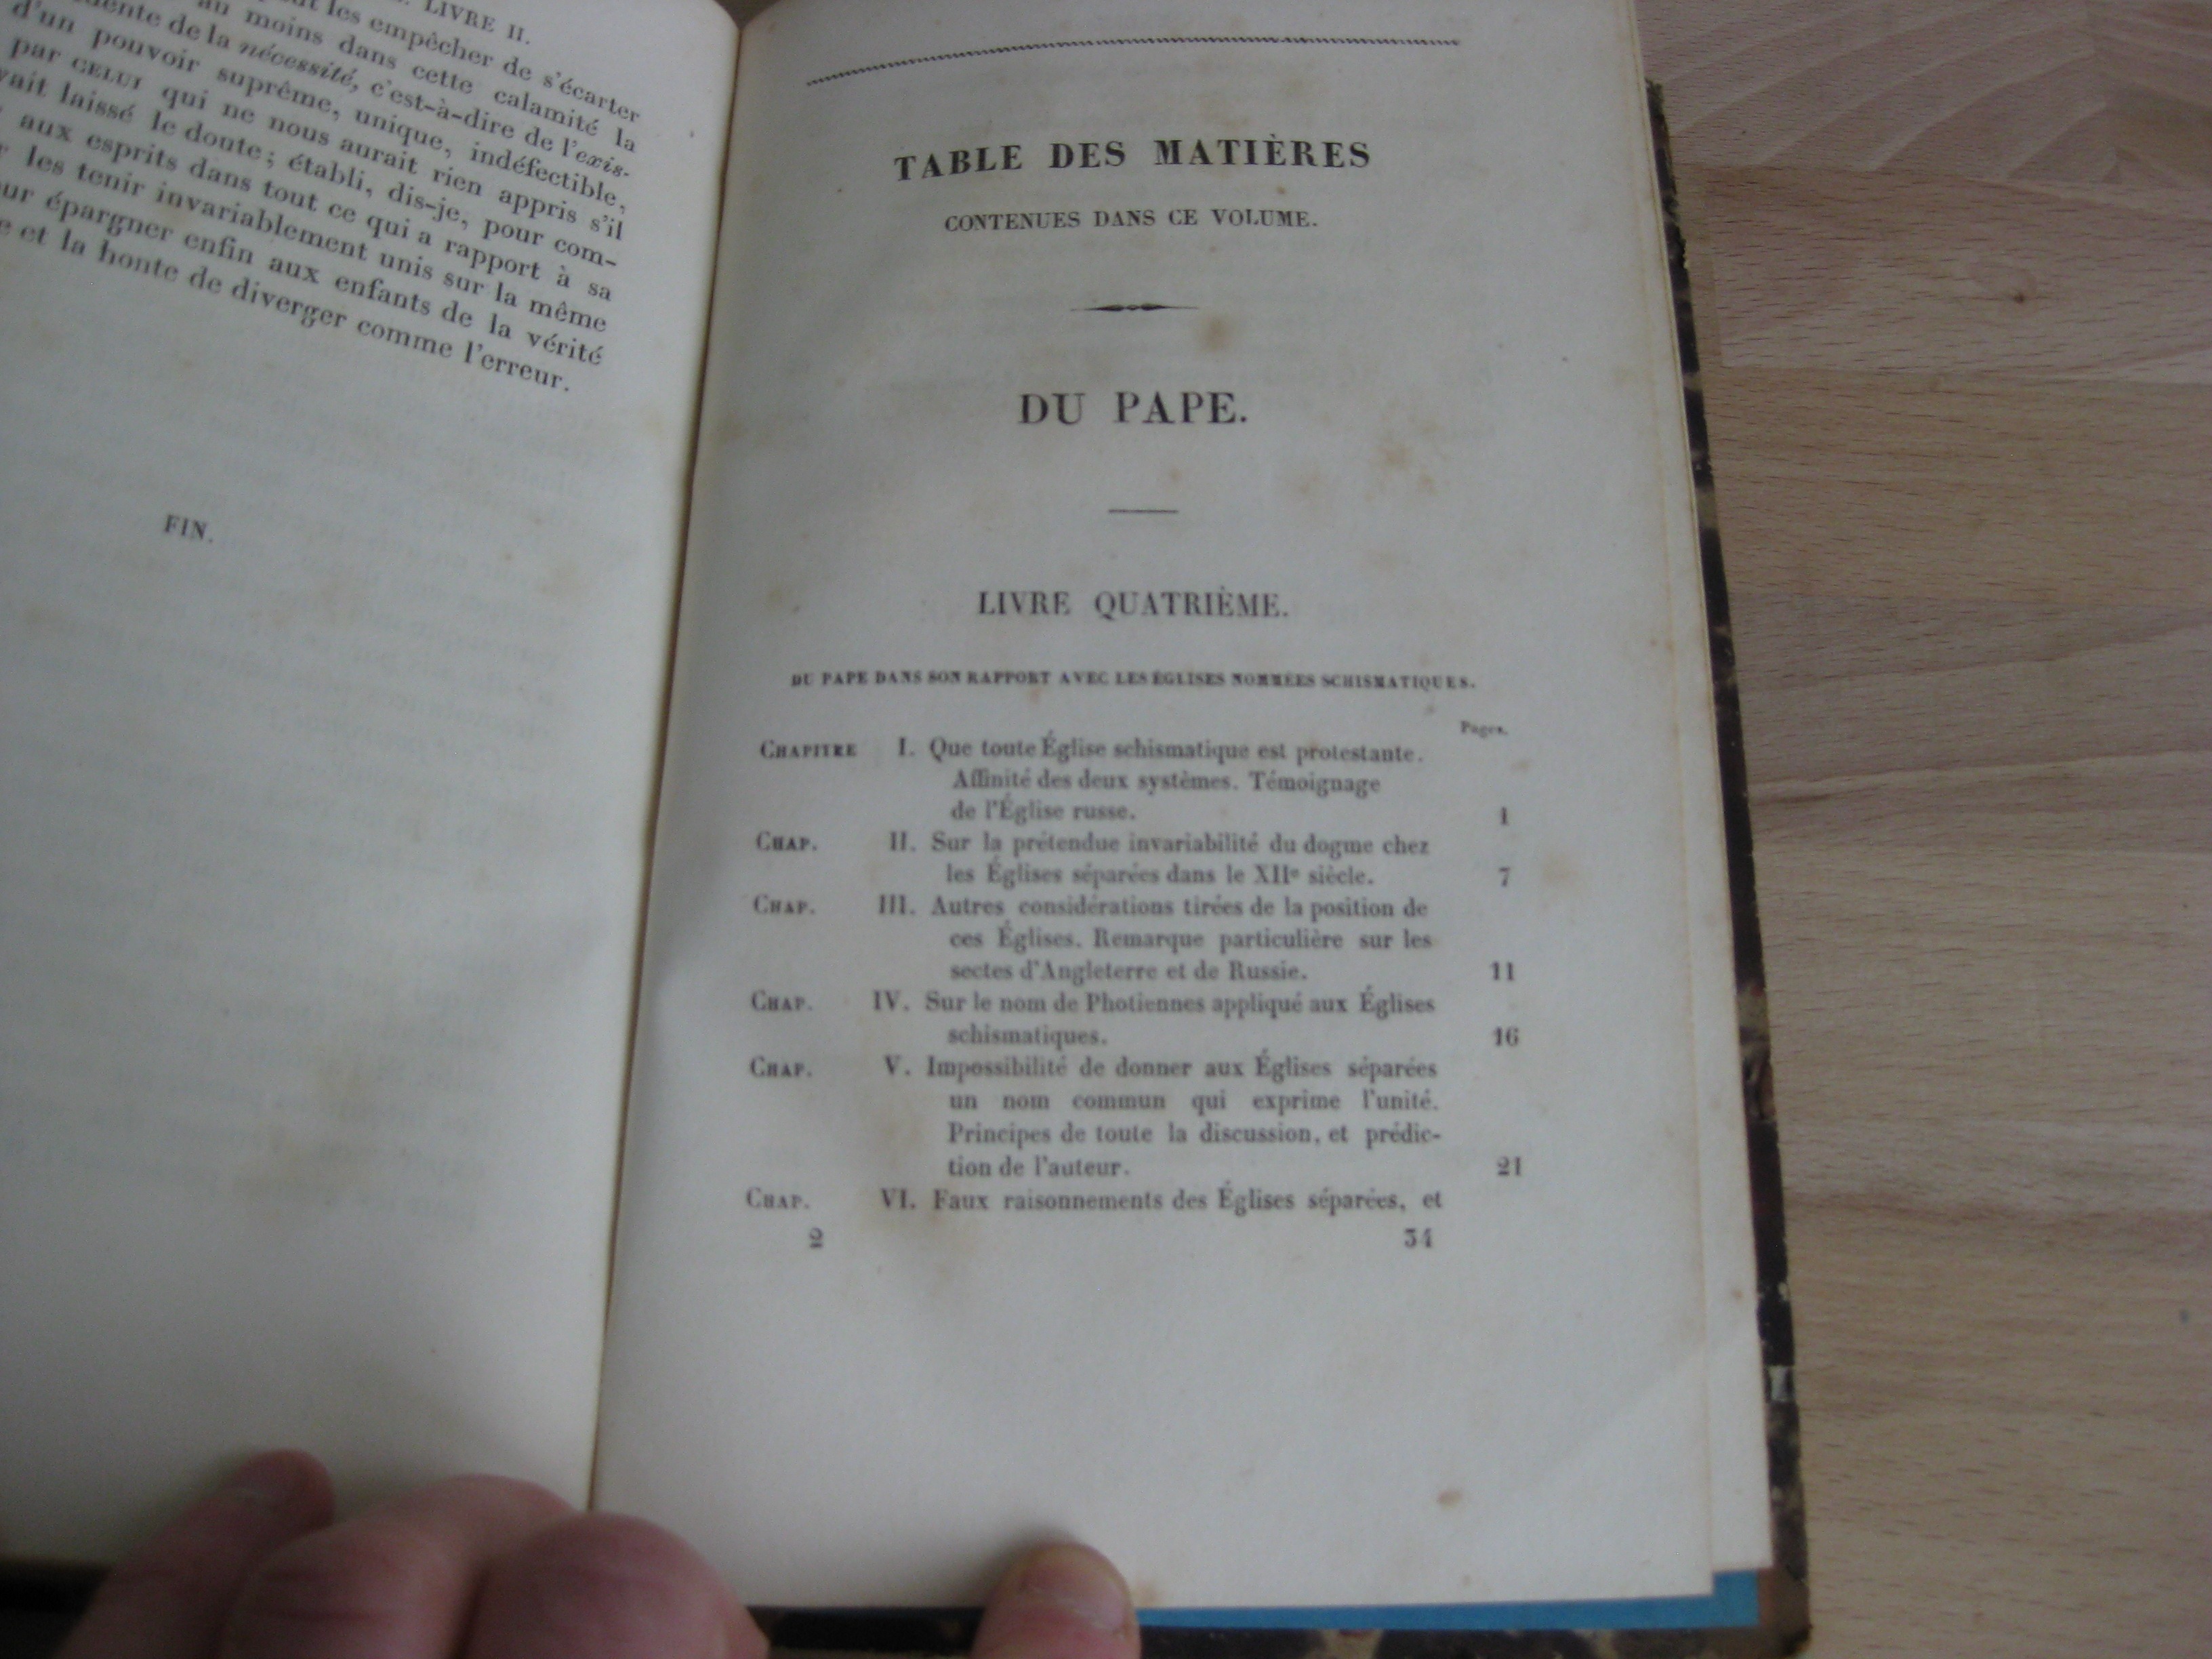 LIVRE II.
les empêcher de s'écarter
au moins dans cette calamité la
de la nécessité, c'est-à-dire de l'exis-
d'un pouvoir suprême, unique, indéfectible,
par CELUI qui ne nous aurait rien appris s'il
laissé le doute; établi, dis-je, pour com-
aux esprits dans tout ce qui a rapport à sa
les tenir invariablement unis sur la même
épargner enfin aux enfants de la vérité
et la honte de diverger comme l'erreur.
FIN.
TABLE DES MATIÈRES
CONTENUES DANS CE VOLUME.
DU PAPE.
LIVRE QUATRIÈME.
DU PAPE DANS SON RAPPORT AVEC LES ÉGLISES NOMMÉES SCHISMATIQUES.
Pages.
CHAPITRE I. Que toute Église schismatique est protestante.
Affinité des deux systèmes. Témoignage
de l'Église russe. 1
CHAP. II. Sur la prétendue invariabilité du dogme chez
les Églises séparées dans le XIIe siècle. 7
CHAP. III. Autres considérations tirées de la position de
ces Églises. Remarque particulière sur les
sectes d'Angleterre et de Russie. 11
CHAP. IV. Sur le nom de Photiennes appliqué aux Églises
schismatiques. 16
CHAP. V. Impossibilité de donner aux Églises séparées
un nom commun qui exprime l'unité.
Principes de toute la discussion, et prédic-
tion de l'auteur. 21
CHAP. VI. Faux raisonnements des Églises séparées, et
2 34